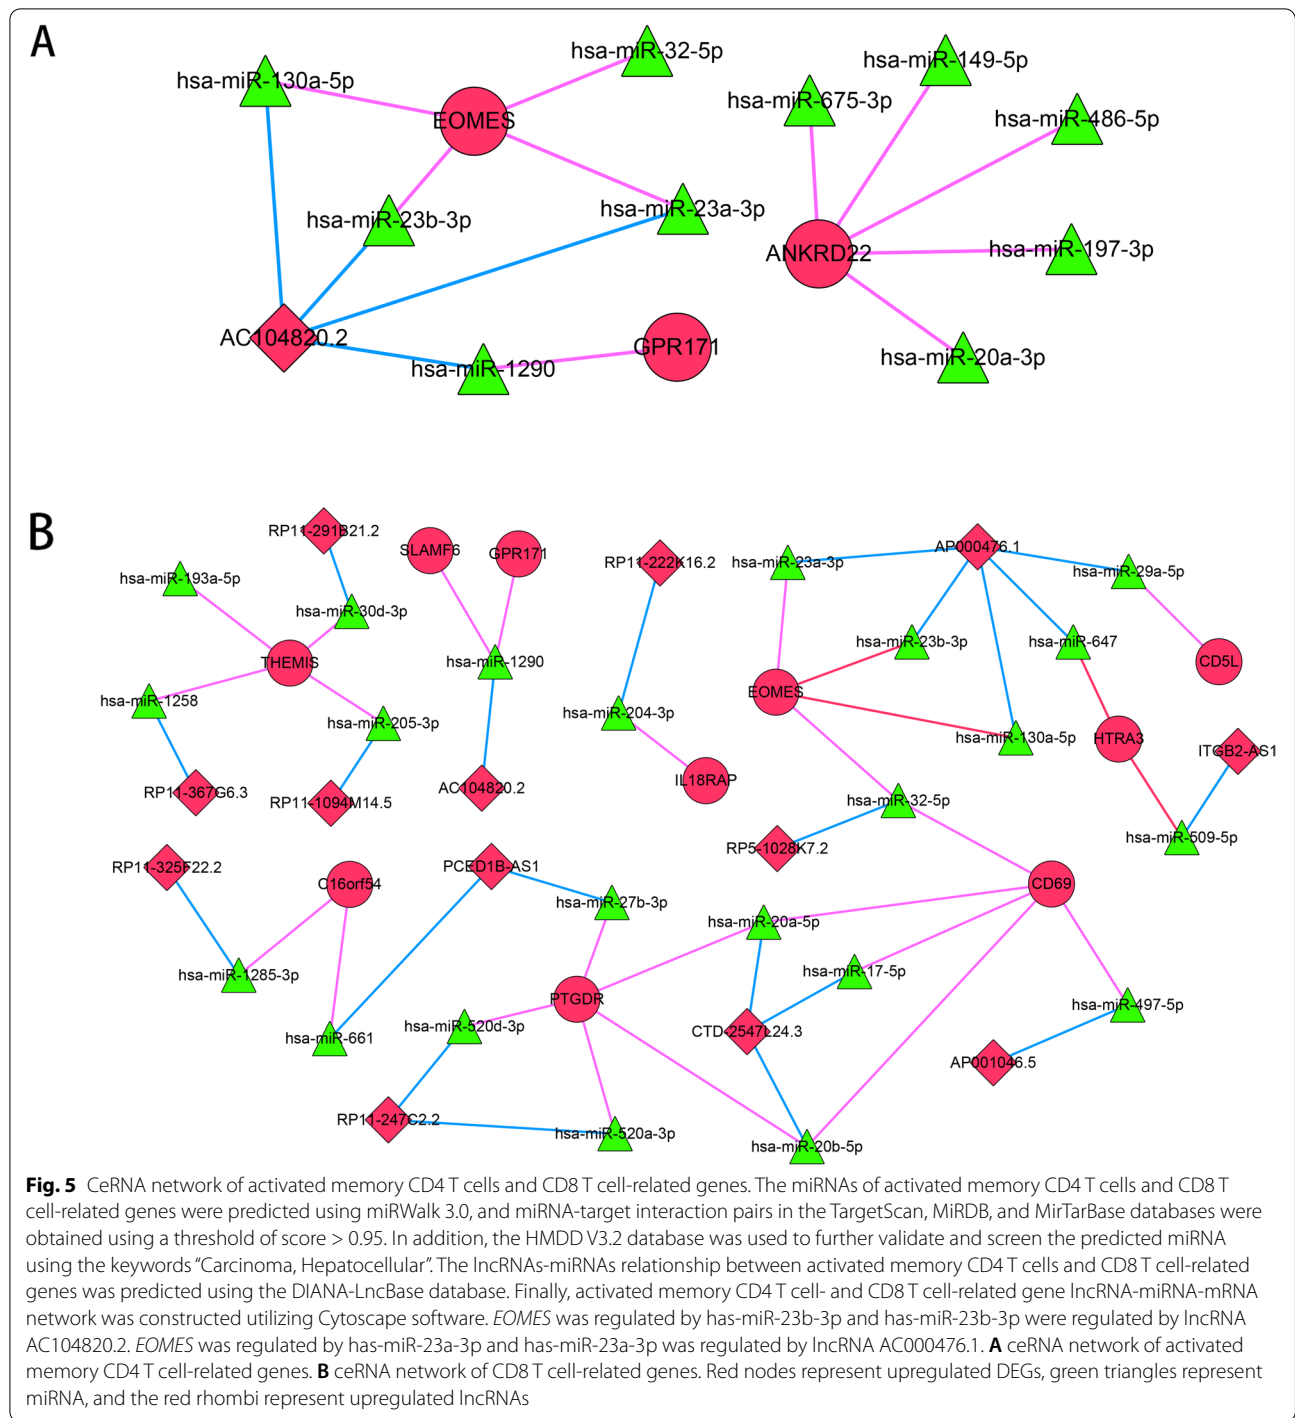 A
hsa-miR-32-5p
hsa-miR-130a-5p
hsa-miR-149-5p
hsa-miR-675-3p
EOMES
hsa-miR-486-5p
hsa-miR-23b-3p
hsa-miR-23a-3p
ANKRD22
hsa-miR-197-3p
AC104820.2
GPR171
hsa-miR-1290
hsa-miR-20a-3p
B
RP11-291B21.2
SLAMF6
GPR171
RP11-222K16.2
hsa-miR-23a-3p
AP000476.1
hsa-miR-29a-5p
hsa-miR-193a-5p
hsa-miR-30d-3p
THEMIS
hsa-miR-1290
hsa-miR-23b-3p
hsa-miR-647
CD5L
hsa-miR-1258
hsa-miR-205-3p
hsa-miR-204-3p
EOMES
hsa-miR-130a-5p
HTRA3
ITGB2-AS1
RP11-367G6.3
RP11-1094M14.5
AC104820.2
IL18RAP
hsa-miR-32-5p
hsa-miR-509-5p
RP5-1028K7.2
RP11-325F22.2
C16orf54
PCED1B-AS1
hsa-miR-27b-3p
CD69
hsa-miR-20a-5p
hsa-miR-1285-3p
hsa-miR-17-5p
PTGDR
hsa-miR-497-5p
hsa-miR-661
hsa-miR-520d-3p
CTD-2547L24.3
AP001046.5
RP11-247C2.2
hsa-miR-520a-3p
hsa-miR-20b-5p
Fig. 5 CeRNA network of activated memory CD4 T cells and CD8 T cell-related genes. The miRNAs of activated memory CD4 T cells and CD8 T
cell-related genes were predicted using miRWalk 3.0, and miRNA-target interaction pairs in the TargetScan, MiRDB, and MirTarBase databases were
obtained using a threshold of score > 0.95. In addition, the HMDD V3.2 database was used to further validate and screen the predicted miRNA
using the keywords “Carcinoma, Hepatocellular”. The lncRNAs-miRNAs relationship between activated memory CD4 T cells and CD8 T cell-related
genes was predicted using the DIANA-LncBase database. Finally, activated memory CD4 T cell- and CD8 T cell-related gene lncRNA-miRNA-mRNA
network was constructed utilizing Cytoscape software. EOMES was regulated by has-miR-23b-3p and has-miR-23b-3p were regulated by lncRNA
AC104820.2. EOMES was regulated by has-miR-23a-3p and has-miR-23a-3p was regulated by lncRNA AC000476.1. A ceRNA network of activated
memory CD4 T cell-related genes. B ceRNA network of CD8 T cell-related genes. Red nodes represent upregulated DEGs, green triangles represent
miRNA, and the red rhombi represent upregulated lncRNAs